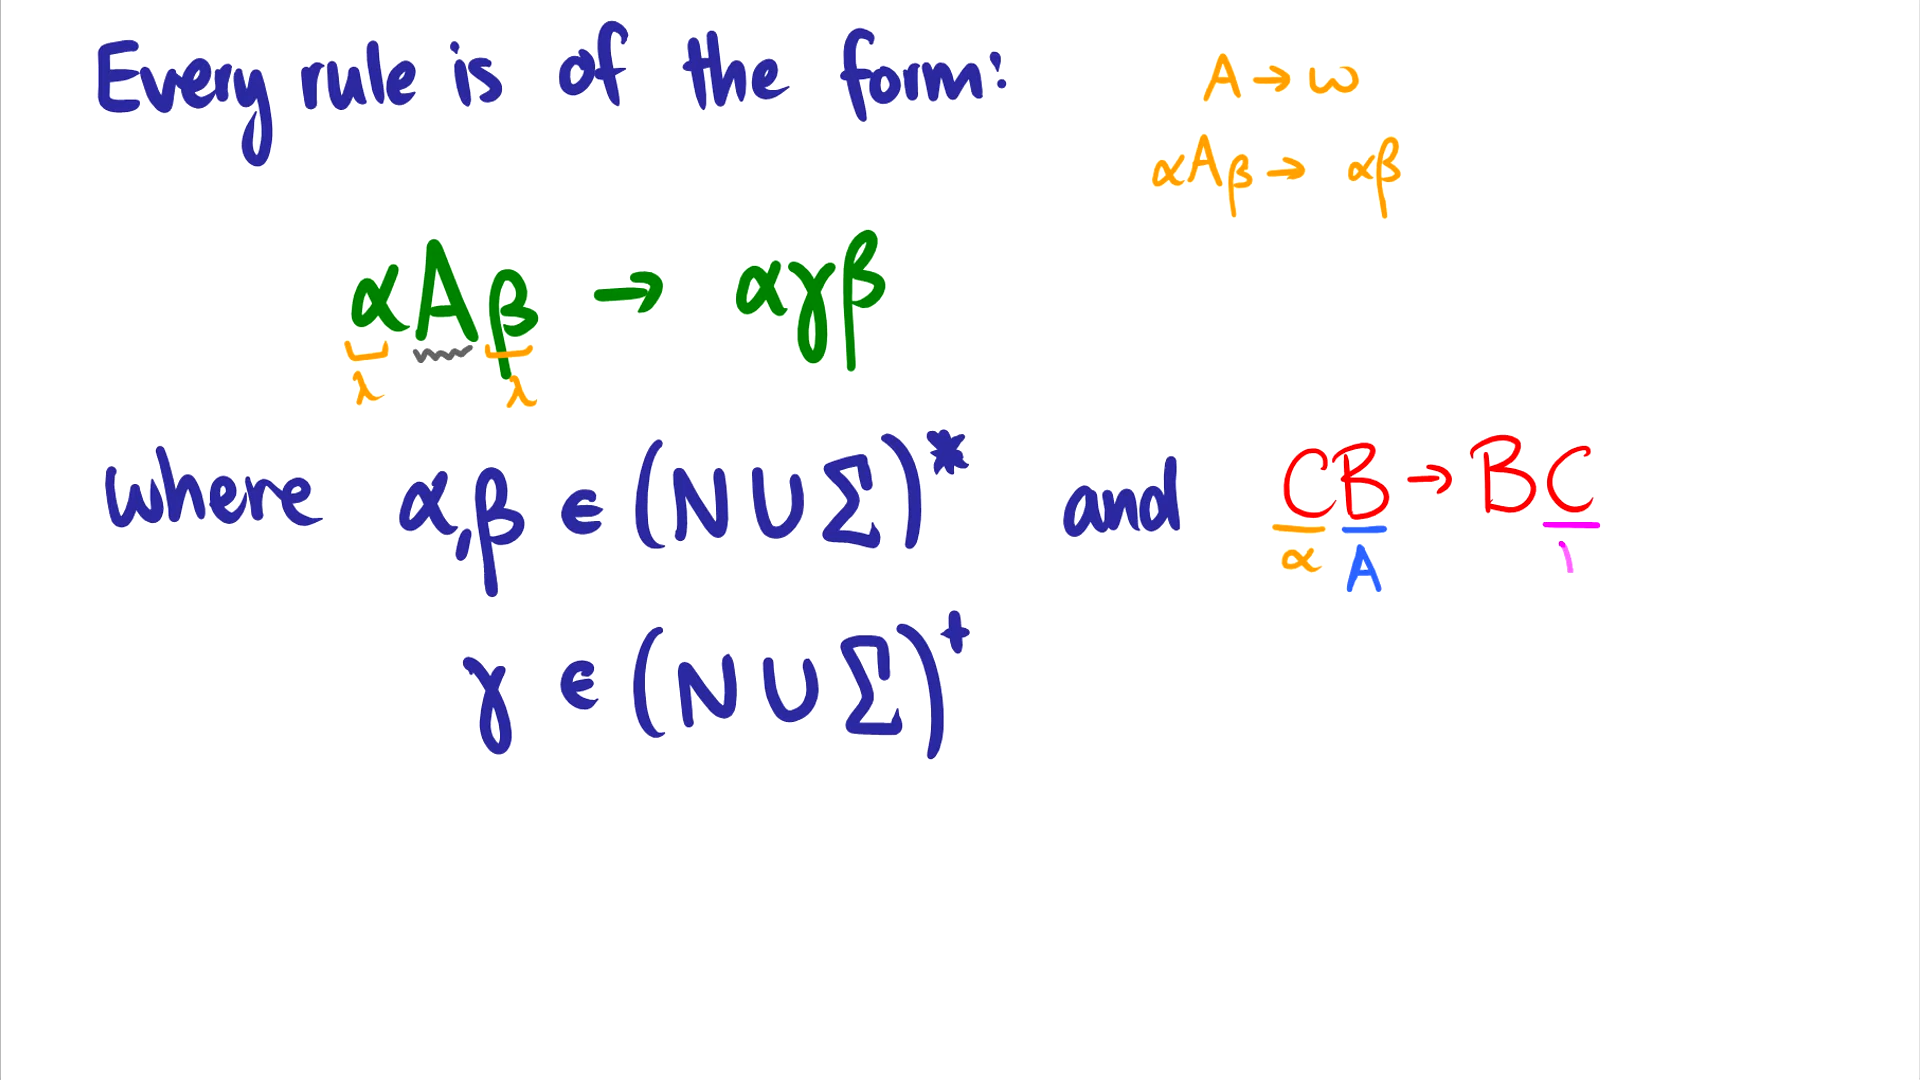 Every rule is of the form:
A → ω
αAβ → αβ
αAβ → αγβ
λ λ
where α,β ∈ (N ∪ Σ)* and
CB → BC
α A
γ ∈ (N ∪ Σ)⁺